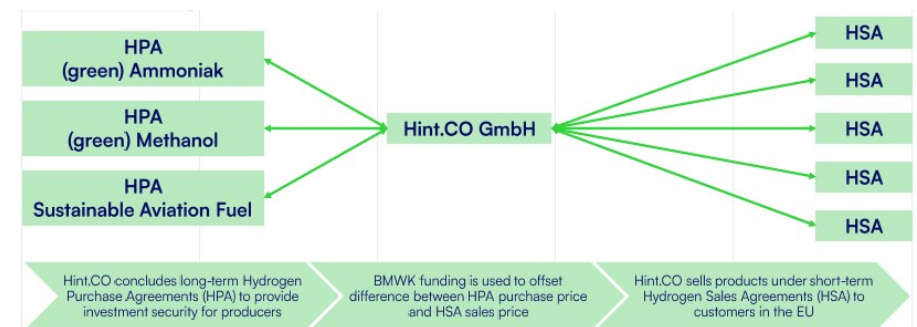 HPA
(green) Ammoniak
HPA
(green) Methanol
HPA
Sustainable Aviation Fuel
Hint.CO GmbH
HSA
HSA
HSA
HSA
HSA
Hint.CO concludes long-term Hydrogen
Purchase Agreements (HPA) to provide
investment security for producers
BMWK funding is used to offset
difference between HPA purchase price
and HSA sales price
Hint.CO sells products under short-term
Hydrogen Sales Agreements (HSA) to
customers in the EU